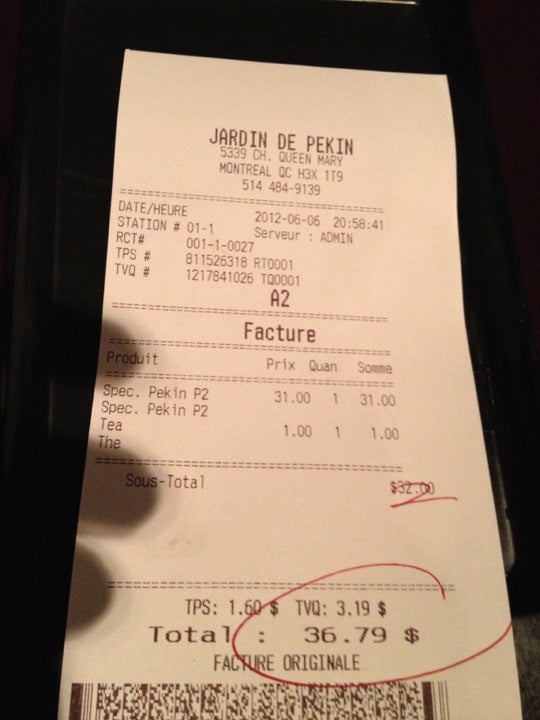 JARDIN DE PEKIN
5339 CH. QUEEN MARY
MONTREAL QC H3X 1T9
514 484-9139
DATE/HEURE 2012-06-06 20:58:41
STATION # 01-1 Serveur : ADMIN
RCT# 001-1-0027
TPS # 811526318 RT0001
TVQ # 1217841026 TQ0001
A2
Facture
Produit Prix Quan Somme
Spec. Pekin P2 31.00 1 31.00
Spec. Pekin P2
Tea 1.00 1 1.00
The
Sous-Total $32.00
TPS: 1.60 $ TVQ: 3.19 $
Total : 36.79 $
FACTURE ORIGINALE